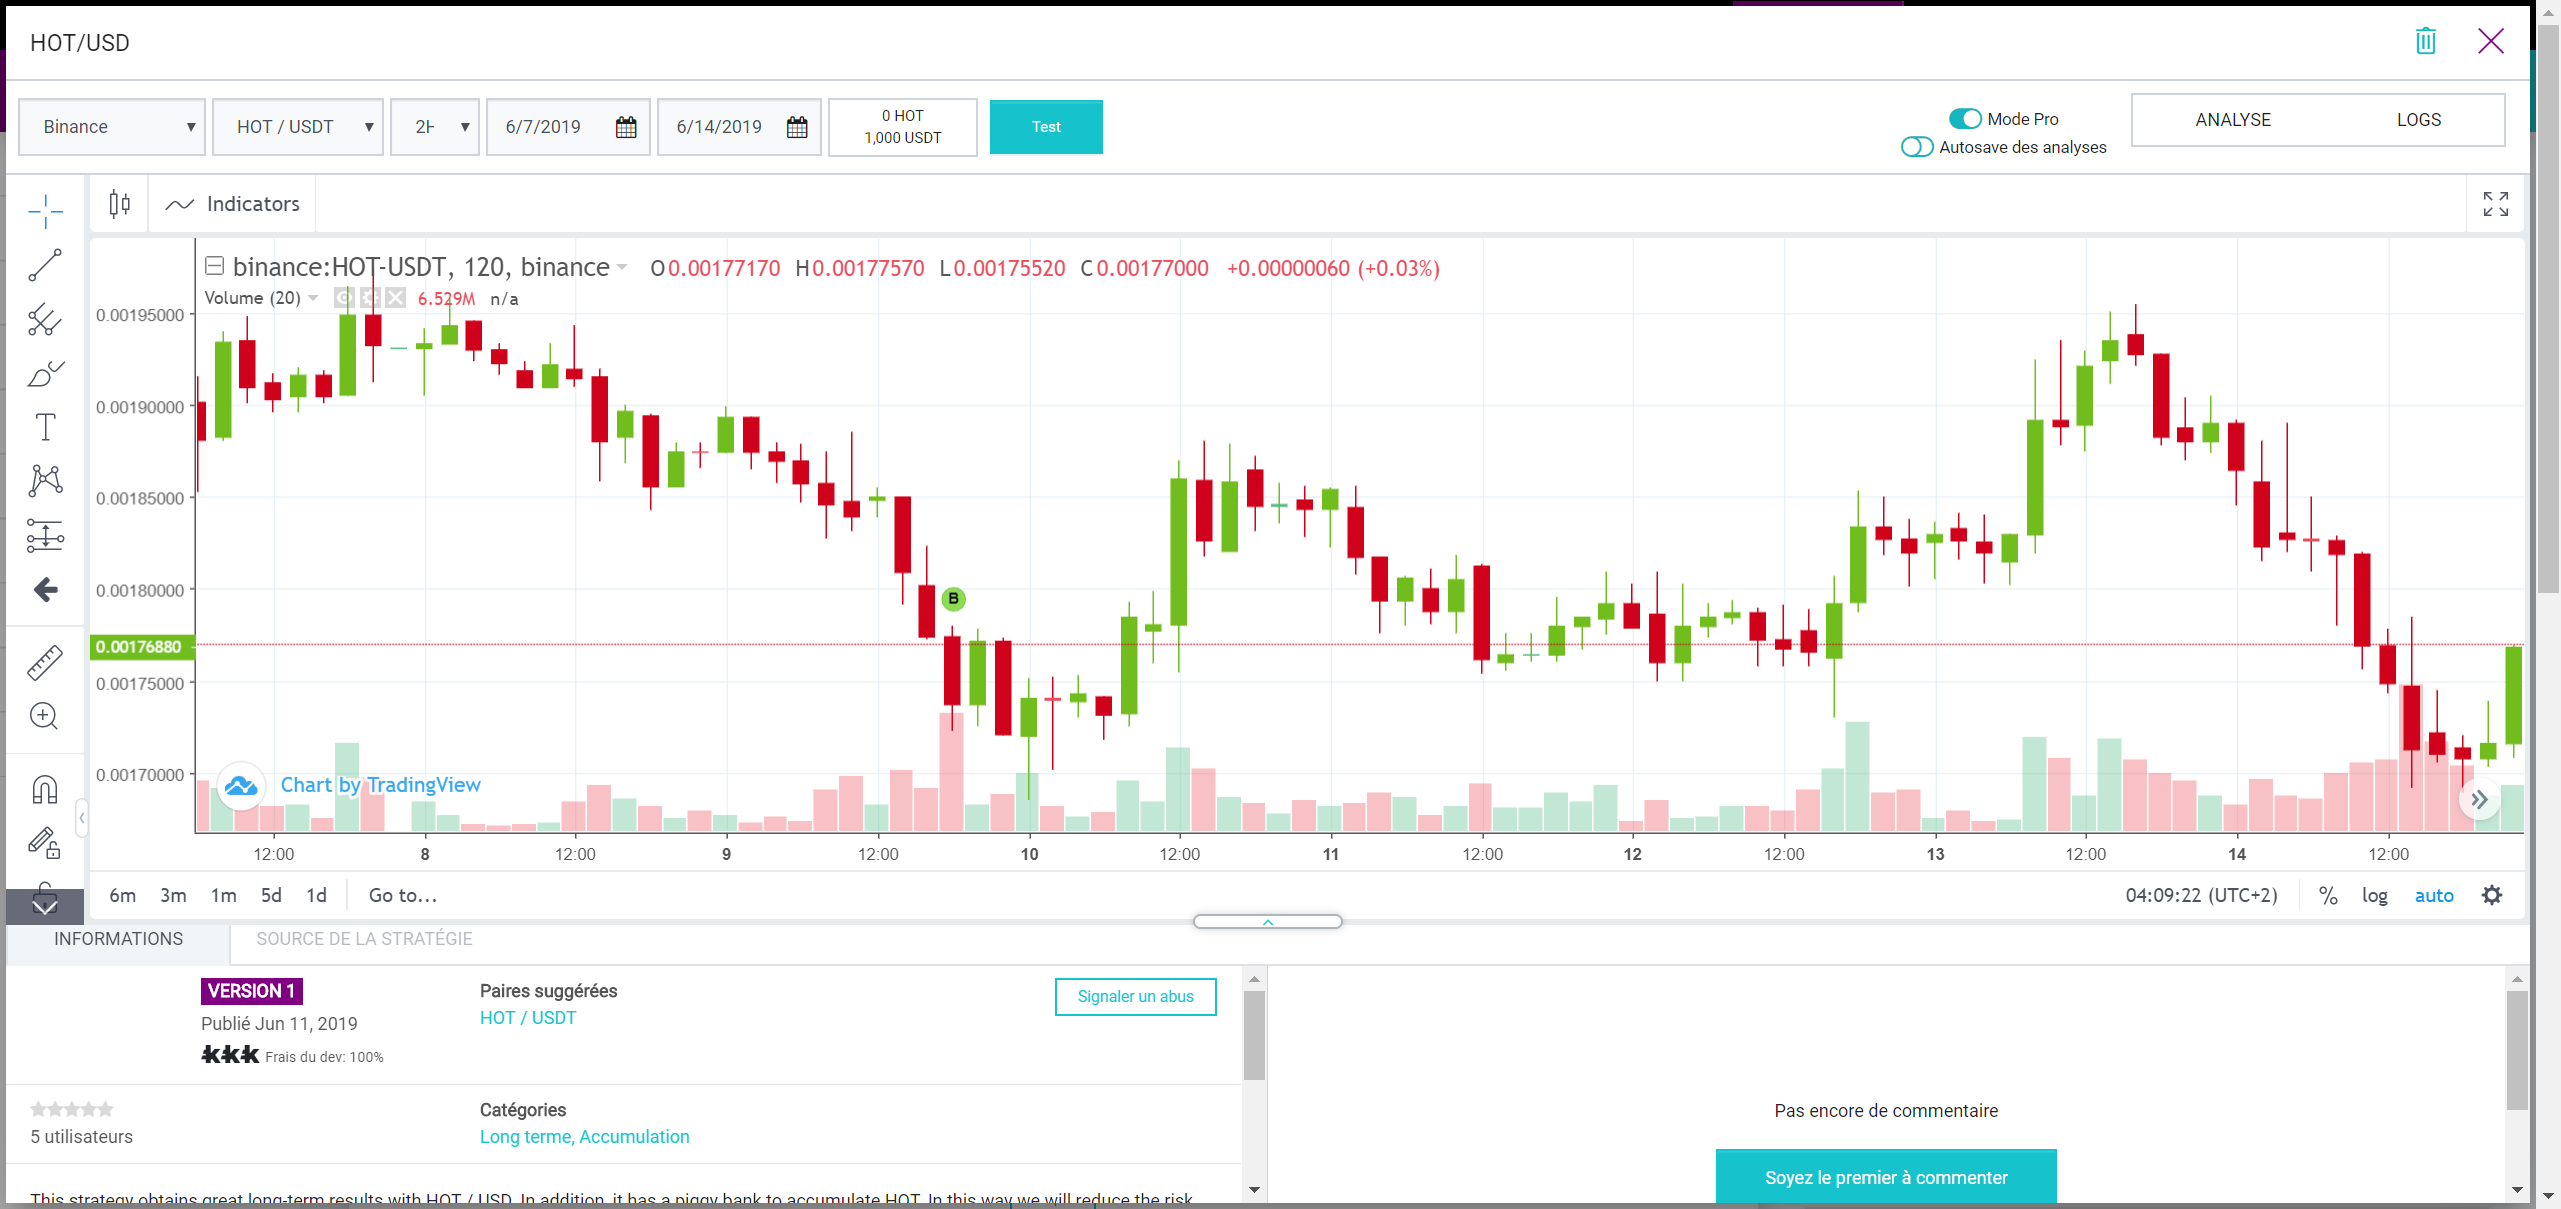 HOT/USD
Binance
HOT / USDT
2H
6/7/2019
6/14/2019
0 HOT
1,000 USDT
Test
Mode Pro
Autosave des analyses
ANALYSE
LOGS
Indicators
binance:HOT-USDT, 120, binance
O0.00177170 H0.00177570 L0.00175520 C0.00177000 +0.00000060 (+0.03%)
Volume (20) 6.529M n/a
0.00195000
0.00190000
0.00185000
0.00180000
0.00176880
0.00175000
0.00170000
B
Chart by TradingView
12:00 8 12:00 9 12:00 10 12:00 11 12:00 12 12:00 13 12:00 14 12:00
6m 3m 1m 5d 1d Go to...
04:09:22 (UTC+2) % log auto
INFORMATIONS
SOURCE DE LA STRATÉGIE
VERSION 1
Publié Jun 11, 2019
Frais du dev: 100%
Paires suggérées
HOT / USDT
Signaler un abus
5 utilisateurs
Catégories
Long terme, Accumulation
This strategy obtains great long-term results with HOT / USD. In addition, it has a piggy bank to accumulate HOT. In this way we will reduce the risk
Pas encore de commentaire
Soyez le premier à commenter